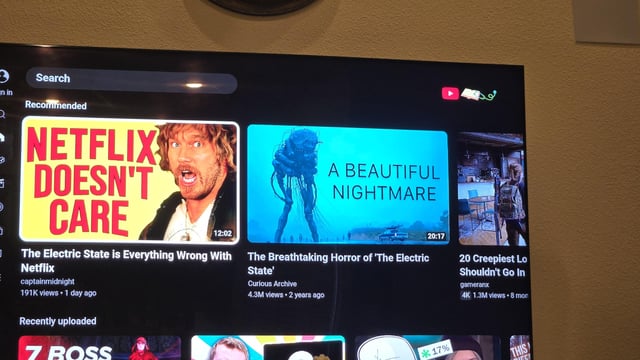 Search
n in
Recommended
NETFLIX
DOESN'T
CARE
12:02
A BEAUTIFUL
NIGHTMARE
20:17
The Electric State is Everything Wrong With
Netflix
captainmidnight
191K views • 1 day ago
The Breathtaking Horror of 'The Electric
State'
Curious Archive
4.3M views • 2 years ago
20 Creepiest Lo
Shouldn't Go In
gameranx
4K 1.3M views • 8 mon
Recently uploaded
7 BOSS
17%
THIS